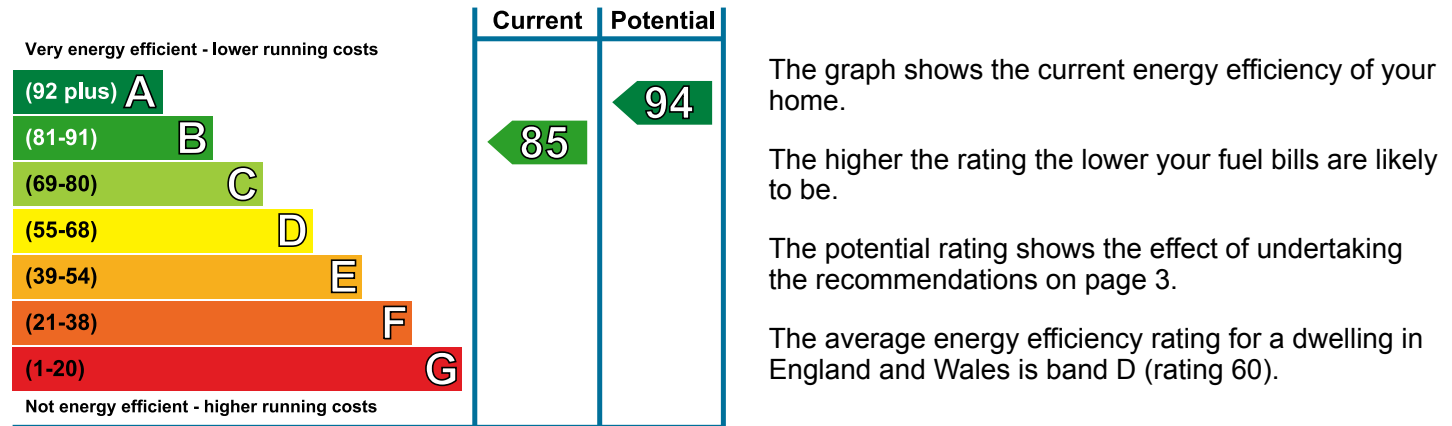 Current Potential
Very energy efficient - lower running costs
(92 plus) A
94
(81-91) B
85
(69-80) C
(55-68) D
(39-54) E
(21-38) F
(1-20) G
Not energy efficient - higher running costs
The graph shows the current energy efficiency of your
home.
The higher the rating the lower your fuel bills are likely
to be.
The potential rating shows the effect of undertaking
the recommendations on page 3.
The average energy efficiency rating for a dwelling in
England and Wales is band D (rating 60).